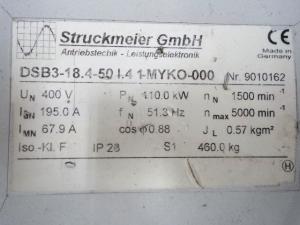 Struckmeier GmbH
Antriebstechnik - Leistungselektronik
CE
Made in
Germany
DSB3-18.4-50 I.4 1-MYKO-000 Nr. 9010162
UN 400 V PN 110.0 kW nN 1500 min-1
I 195.0 A fN 51.3 Hz n max 5000 min-1
IMN 67.9 A cos φ 0.88 JL 0.57 kgm²
Iso -Kl. F IP 23 S1 460.0 kg